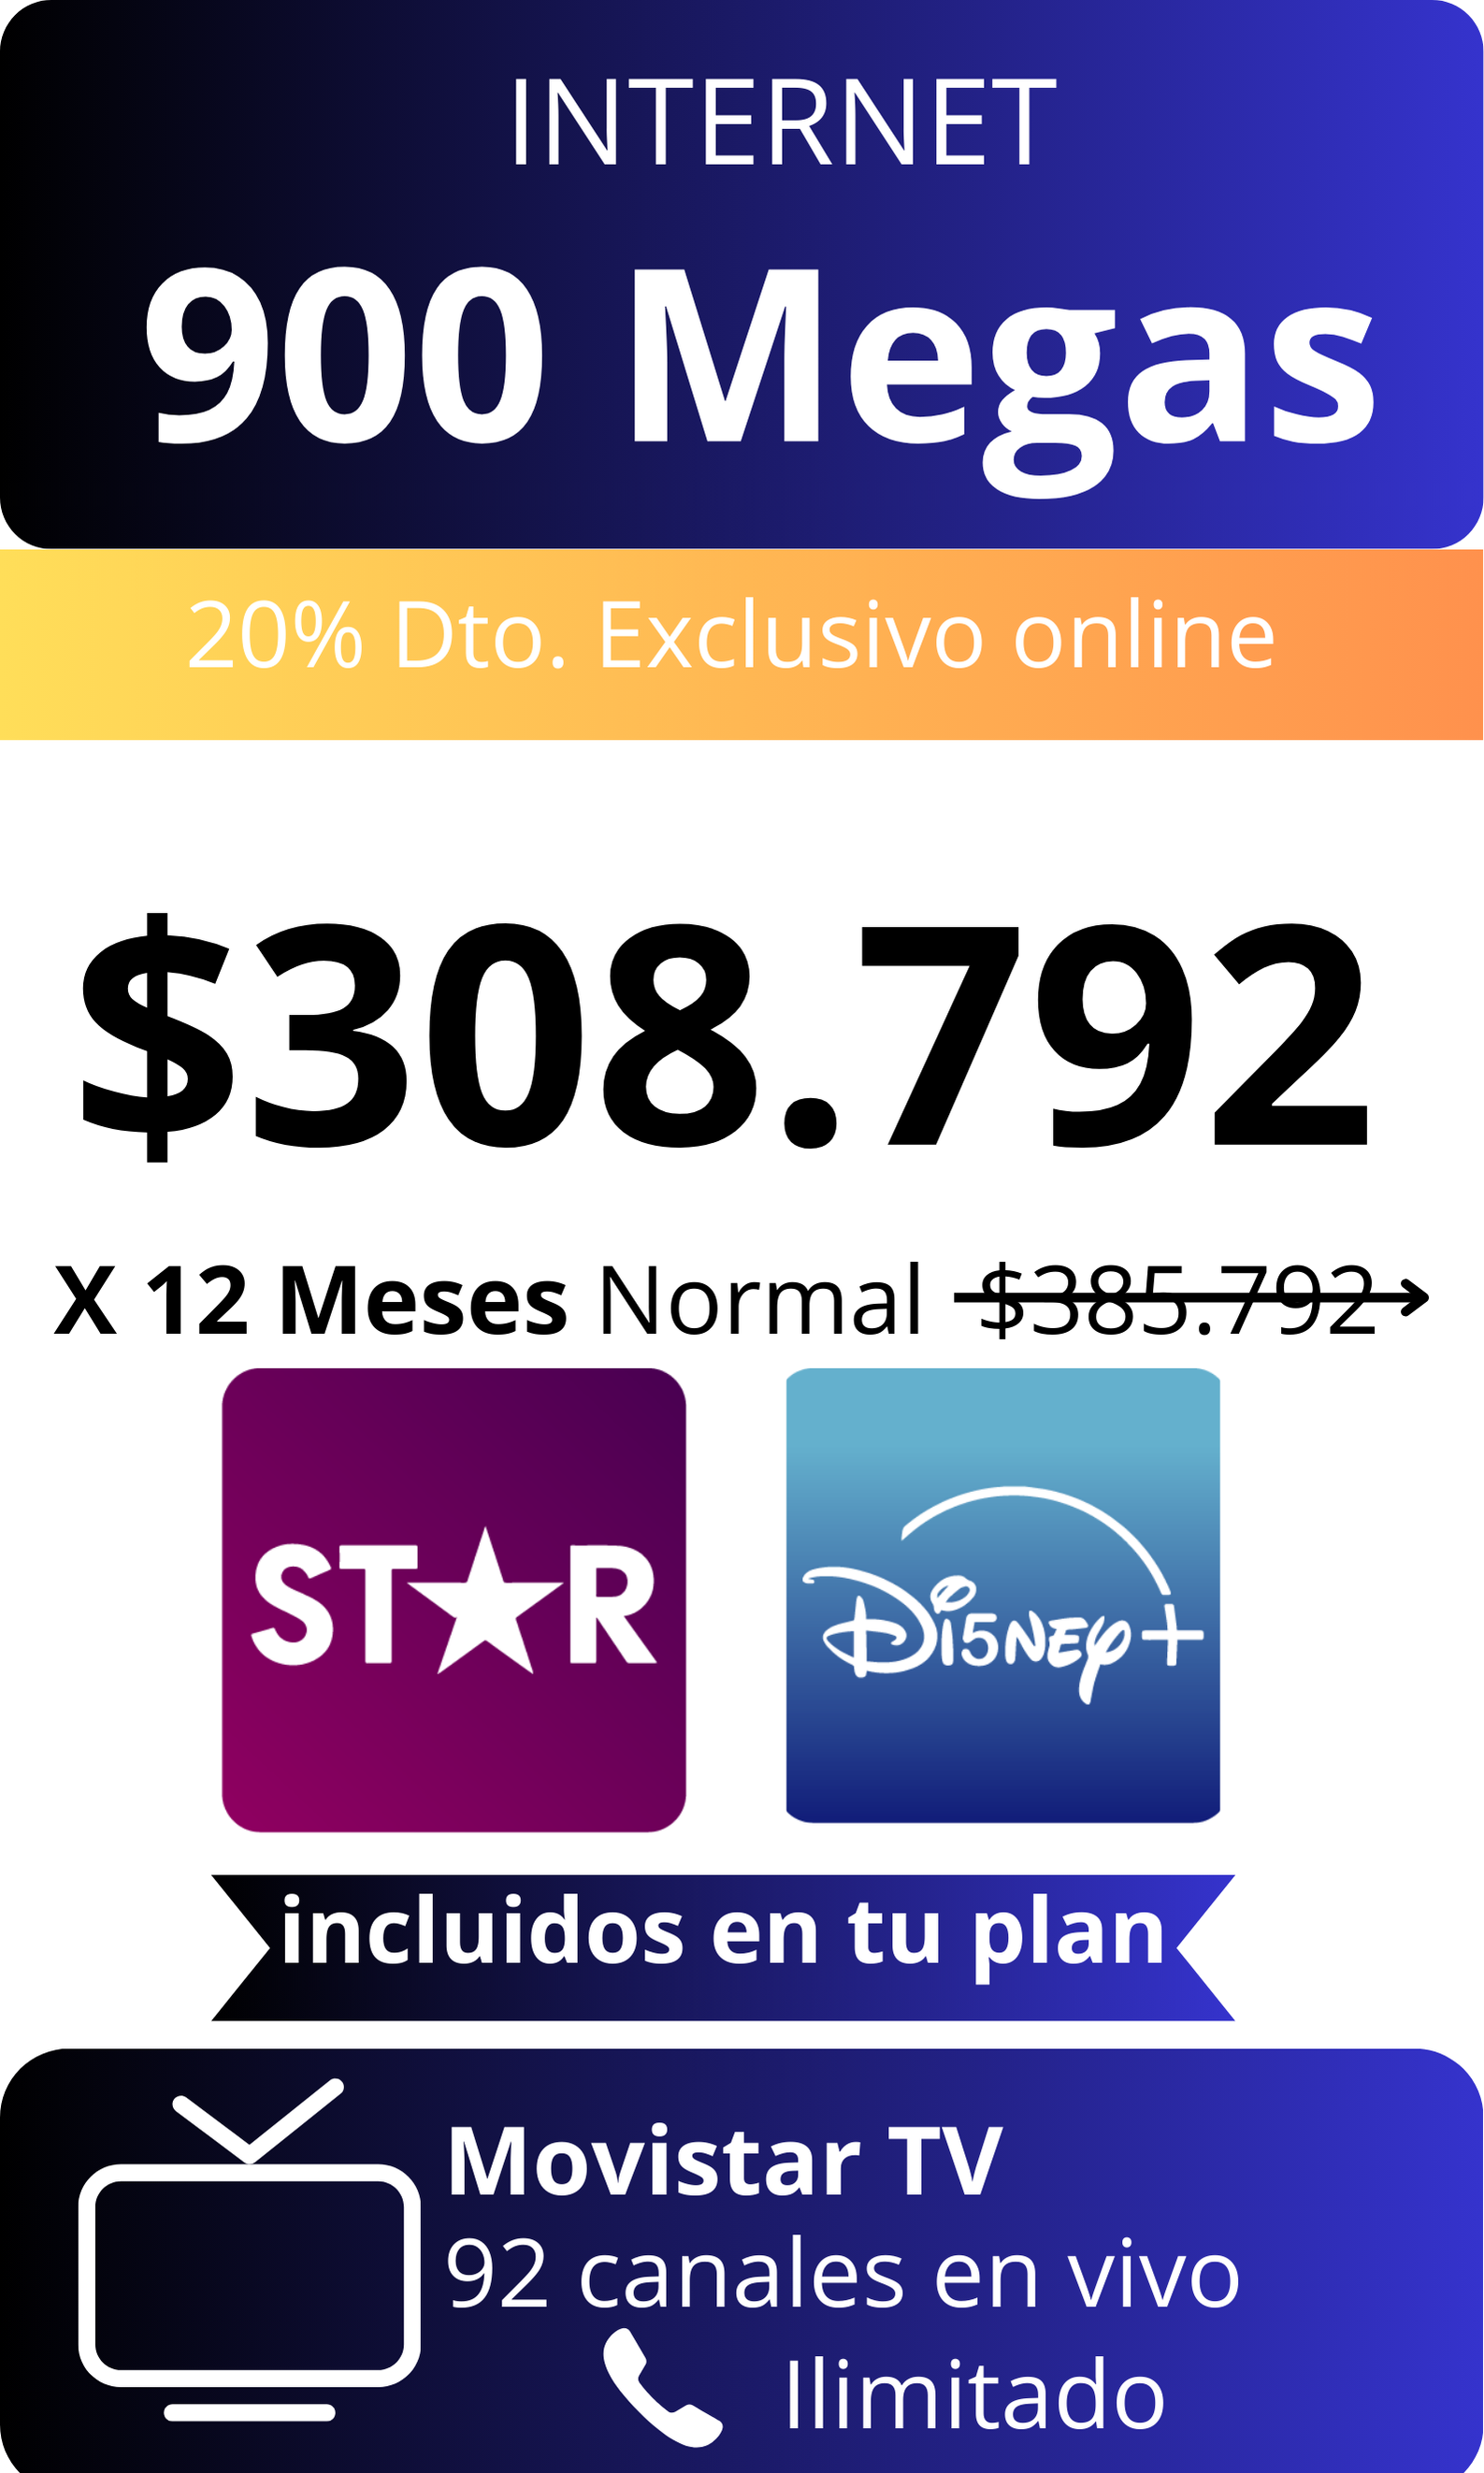 INTERNET
900 Megas
20% Dto. Exclusivo online
$308.792
X 12 Meses Normal $385.792
STAR
Disney+
incluidos en tu plan
Movistar TV
92 canales en vivo
Ilimitado